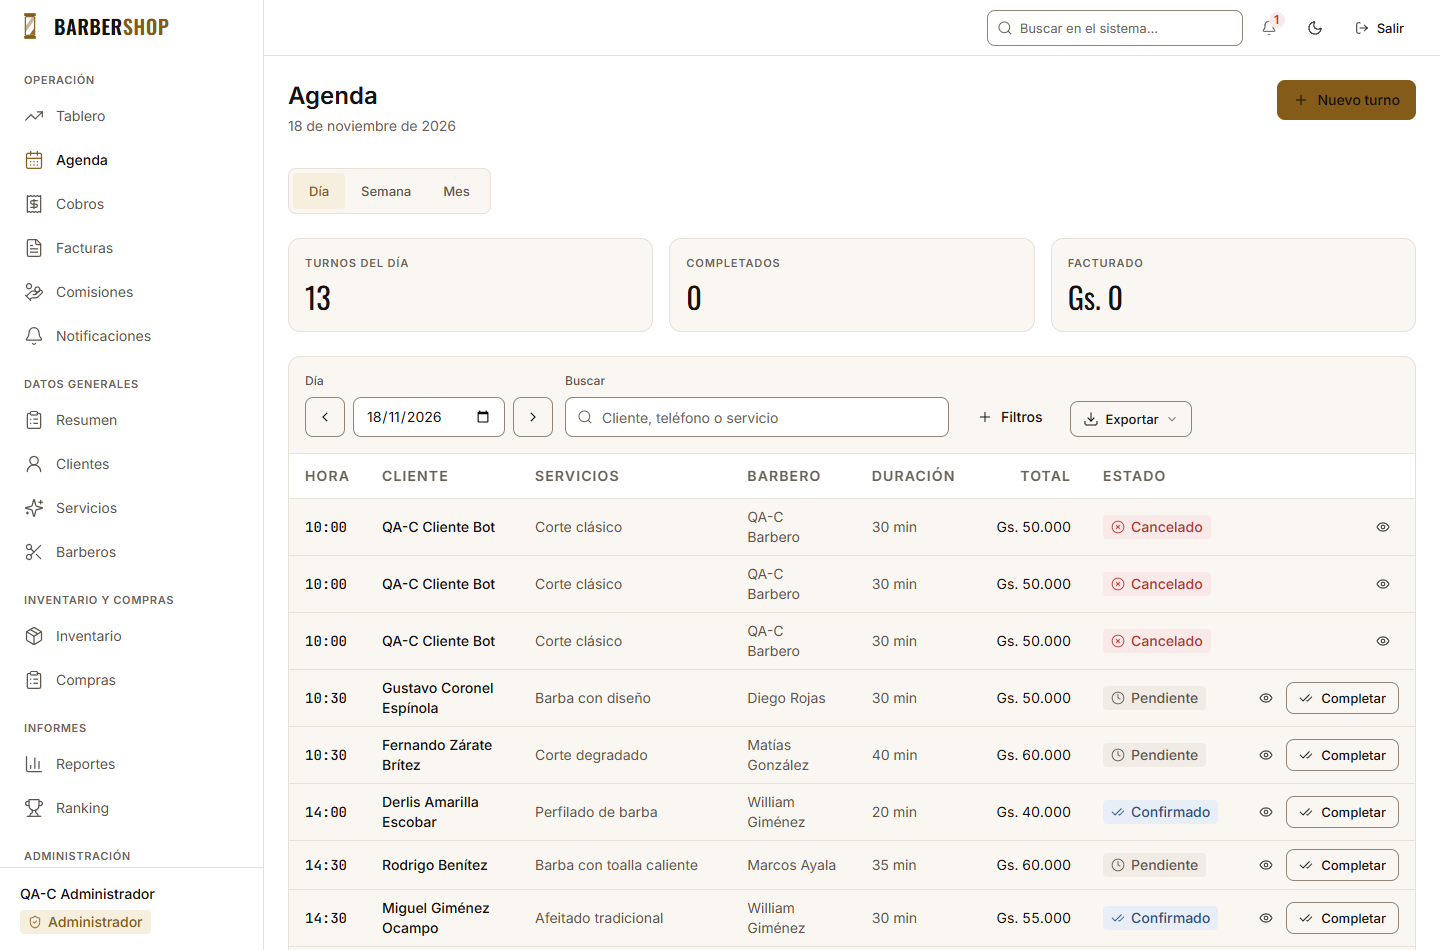 BARBERSHOP
OPERACIÓN
Tablero
Agenda
Cobros
Facturas
Comisiones
Notificaciones
DATOS GENERALES
Resumen
Clientes
Servicios
Barberos
INVENTARIO Y COMPRAS
Inventario
Compras
INFORMES
Reportes
Ranking
ADMINISTRACIÓN
QA-C Administrador
Administrador
Buscar en el sistema...
1
Salir
Agenda
18 de noviembre de 2026
Nuevo turno
Día Semana Mes
TURNOS DEL DÍA
13
COMPLETADOS
0
FACTURADO
Gs. 0
Día
18/11/2026
Buscar
Cliente, teléfono o servicio
Filtros
Exportar
HORA CLIENTE SERVICIOS BARBERO DURACIÓN TOTAL ESTADO
10:00 QA-C Cliente Bot Corte clásico QA-C Barbero 30 min Gs. 50.000 Cancelado
10:00 QA-C Cliente Bot Corte clásico QA-C Barbero 30 min Gs. 50.000 Cancelado
10:00 QA-C Cliente Bot Corte clásico QA-C Barbero 30 min Gs. 50.000 Cancelado
10:30 Gustavo Coronel Espínola Barba con diseño Diego Rojas 30 min Gs. 50.000 Pendiente Completar
10:30 Fernando Zárate Brítez Corte degradado Matías González 40 min Gs. 60.000 Pendiente Completar
14:00 Derlis Amarilla Escobar Perfilado de barba William Giménez 20 min Gs. 40.000 Confirmado Completar
14:30 Rodrigo Benítez Barba con toalla caliente Marcos Ayala 35 min Gs. 60.000 Pendiente Completar
14:30 Miguel Giménez Ocampo Afeitado tradicional William Giménez 30 min Gs. 55.000 Confirmado Completar